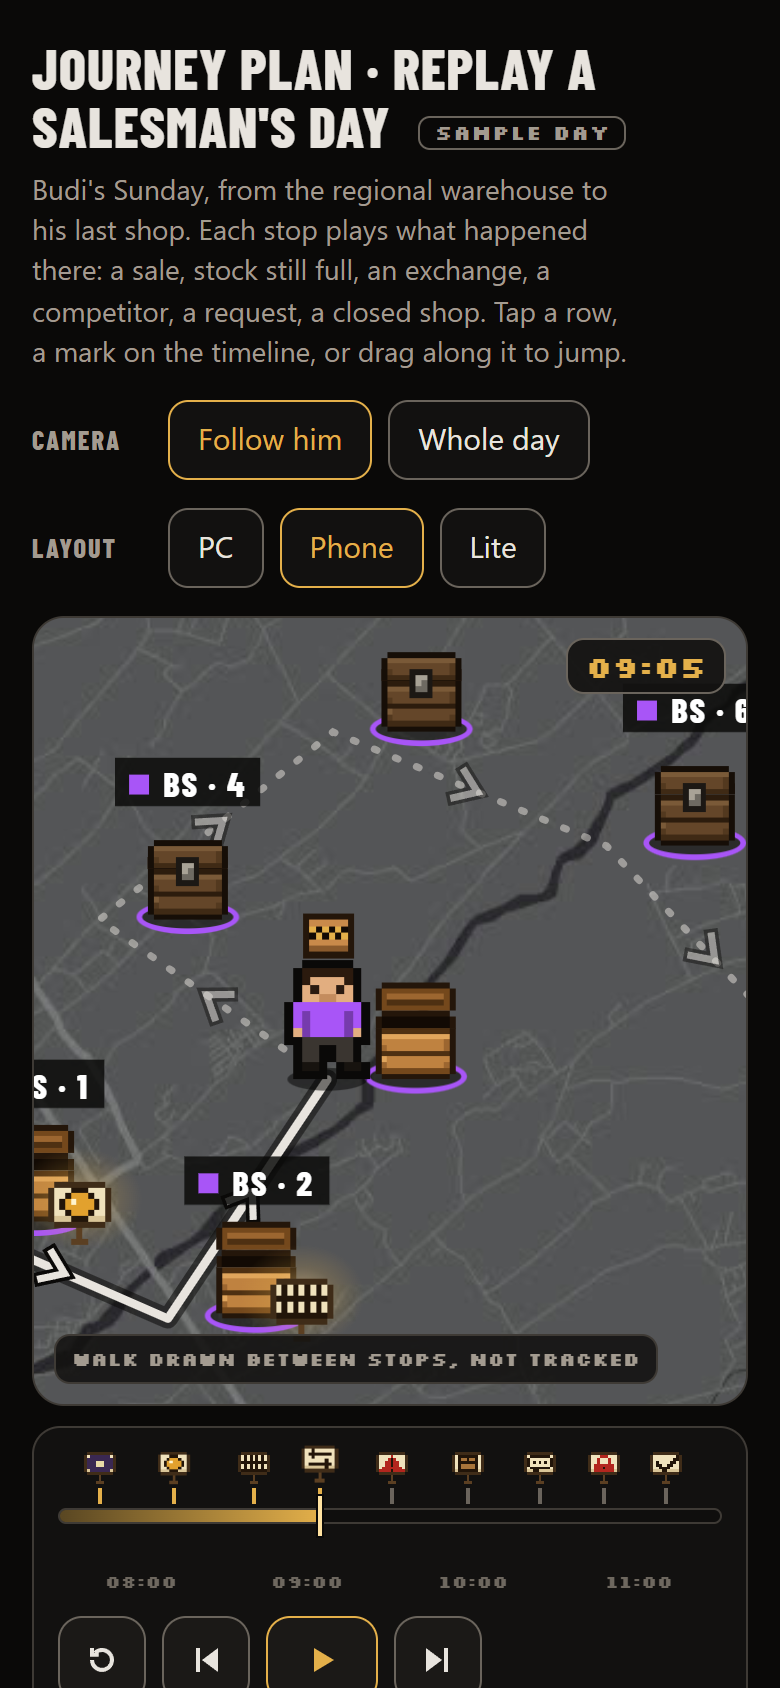 JOURNEY PLAN · REPLAY A
SALESMAN'S DAY SAMPLE DAY
Budi's Sunday, from the regional warehouse to
his last shop. Each stop plays what happened
there: a sale, stock still full, an exchange, a
competitor, a request, a closed shop. Tap a row,
a mark on the timeline, or drag along it to jump.
CAMERA Follow him Whole day
LAYOUT PC Phone Lite
09:05
BS · 6
BS · 4
S · 1
BS · 2
WALK DRAWN BETWEEN STOPS, NOT TRACKED
08:00 09:00 10:00 11:00